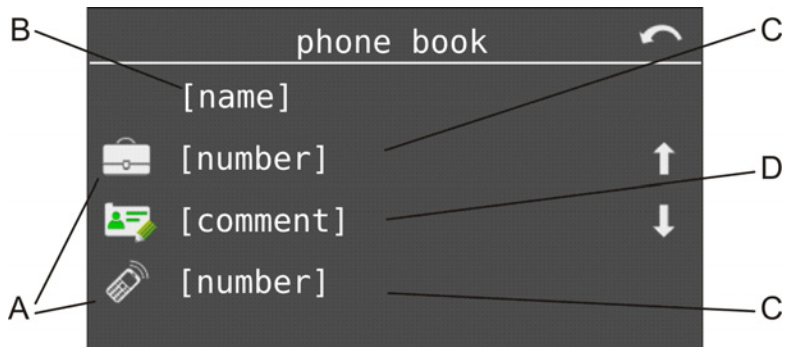 B
phone book
C
[name]
[number]
D
[comment]
A
[number]
C